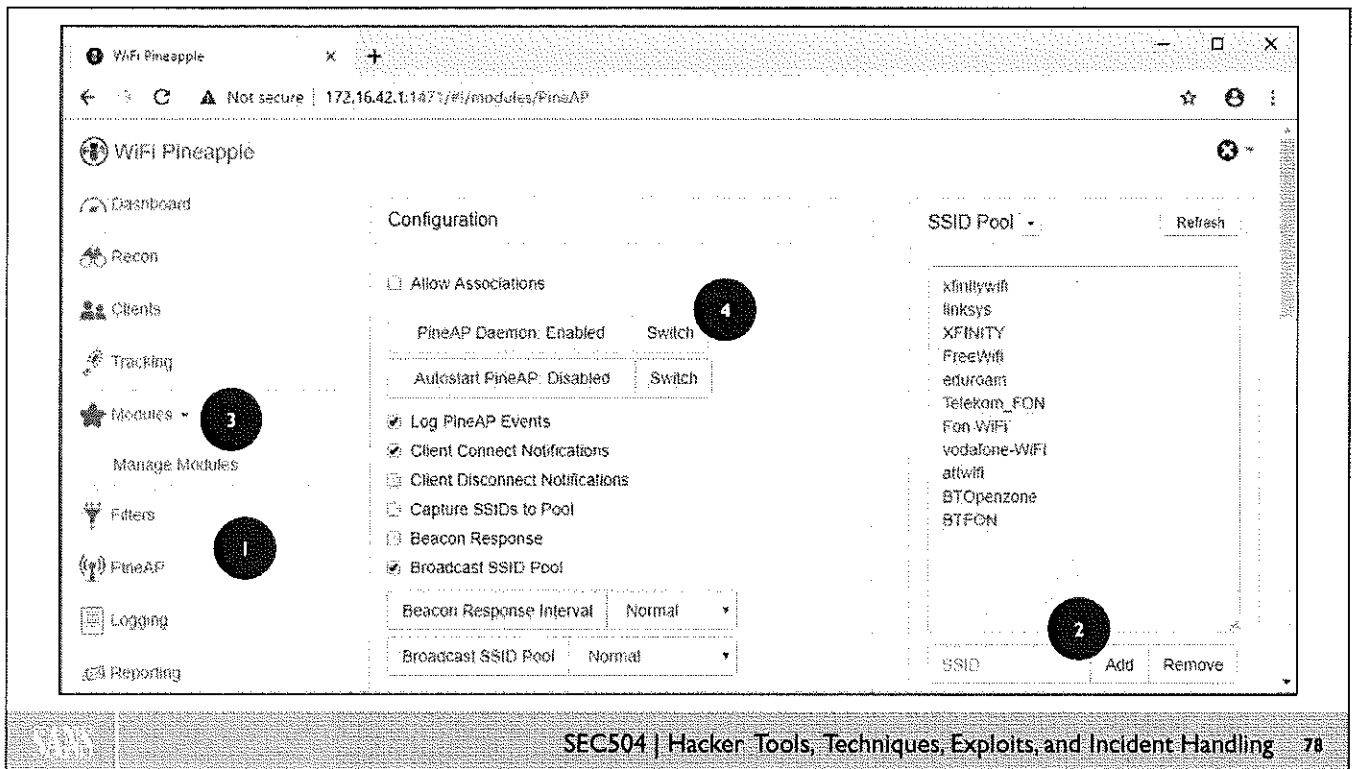 WiFi Pineapple
Not secure 172.16.42.1:1471/#!/modules/PineAP
WiFi Pineapple
Dashboard
Recon
Clients
Tracking
Modules
3
Manage Modules
Filters
1
PineAP
Logging
Reporting
Configuration
Allow Associations
4
PineAP Daemon: Enabled Switch
Autostart PineAP: Disabled Switch
Log PineAP Events
Client Connect Notifications
Client Disconnect Notifications
Capture SSIDs to Pool
Beacon Response
Broadcast SSID Pool
Beacon Response Interval Normal
Broadcast SSID Pool Normal
SSID Pool Refresh
xfinitywifi
linksys
XFINITY
FreeWifi
eduroam
Telekom_FON
Fon WiFi
vodafone-WiFi
attwifi
BTOpenzone
BTFON
2
SSID Add Remove
SANS
SEC504 | Hacker Tools, Techniques, Exploits, and Incident Handling 78